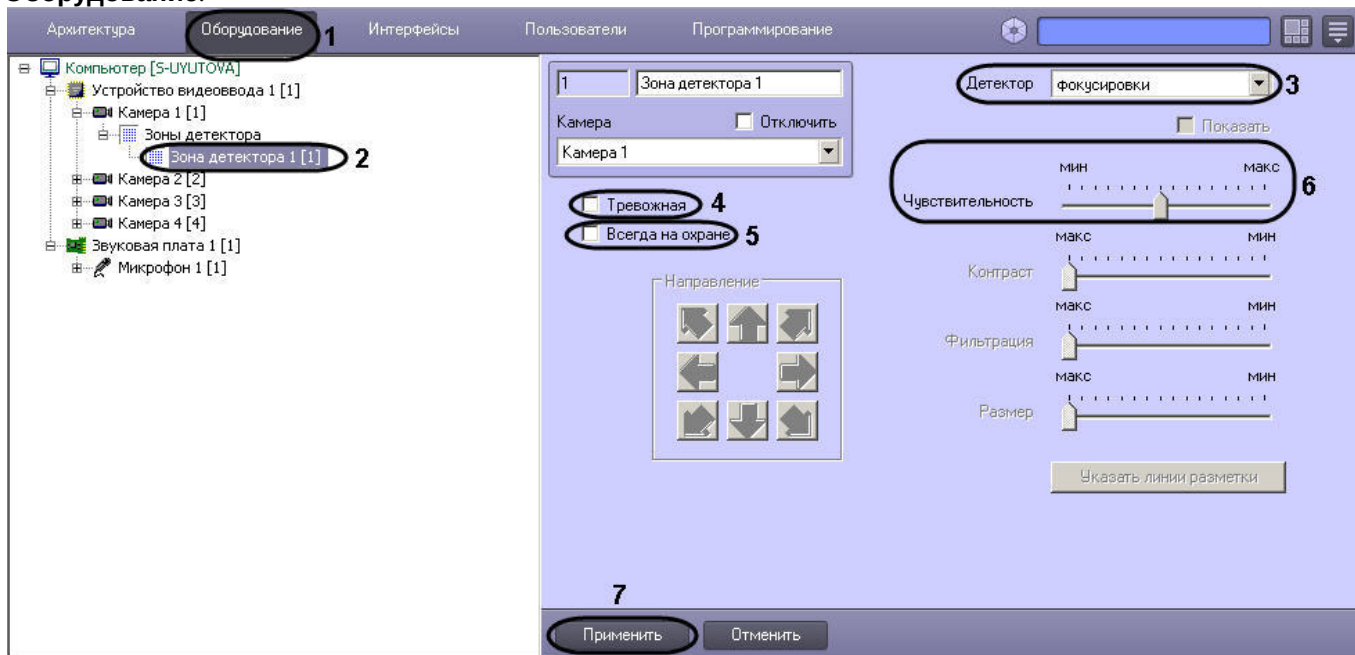 Оборудование.
Архитектура Оборудование 1 Интерфейсы Пользователи Программирование
Компьютер [S-UYUTOVA]
Устройство видеоввода 1 [1]
Камера 1 [1]
Зоны детектора
Зона детектора 1 [1] 2
Камера 2 [2]
Камера 3 [3]
Камера 4 [4]
Звуковая плата 1 [1]
Микрофон 1 [1]
1 Зона детектора 1
Камера Отключить
Камера 1
Тревожная 4
Всегда на охране 5
Направление
Детектор фокусировки 3
Показать
мин макс
Чувствительность 6
макс мин
Контраст
макс мин
Фильтрация
макс мин
Размер
Указать линии разметки
7
Применить Отменить